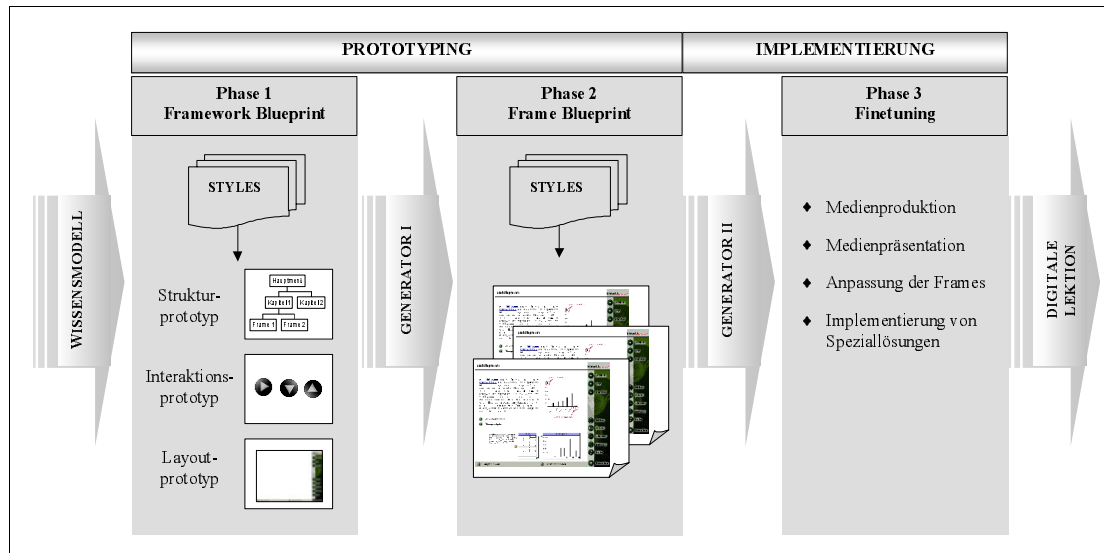 PROTOTYPING
IMPLEMENTIERUNG
Phase 1
Framework Blueprint
Phase 2
Frame Blueprint
Phase 3
Finetuning
WISSENSMODELL
STYLES
Struktur-
prototyp
Hauptmenü
Kapitel 1
Kapitel 2
Frame 1
Frame 2
Interaktions-
prototyp
Layout-
prototyp
GENERATOR I
STYLES
GENERATOR II
♦ Medienproduktion
♦ Medienpräsentation
♦ Anpassung der Frames
♦ Implementierung von
Speziallösungen
DIGITALE
LEKTION